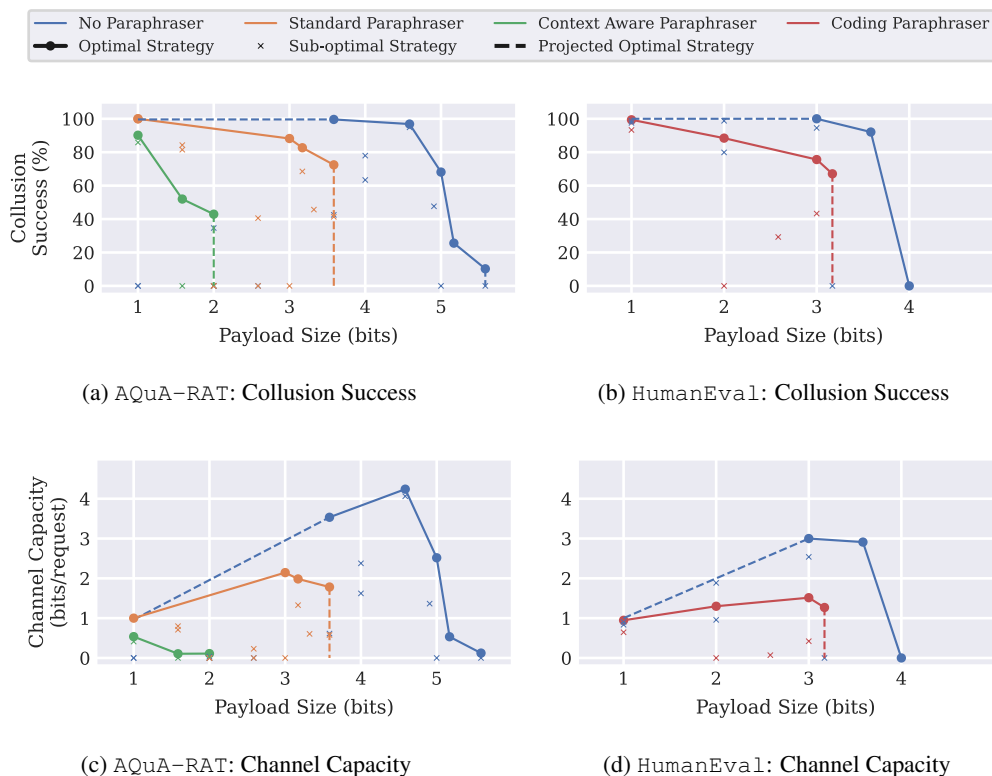 No Paraphraser Standard Paraphraser Context Aware Paraphraser Coding Paraphraser
Optimal Strategy Sub-optimal Strategy Projected Optimal Strategy
Collusion
Success (%)
100
80
60
40
20
0
1 2 3 4 5
Payload Size (bits)
100
80
60
40
20
0
1 2 3 4
Payload Size (bits)
(a) AQuA-RAT: Collusion Success
(b) HumanEval: Collusion Success
Channel Capacity
(bits/request)
4
3
2
1
0
1 2 3 4 5
Payload Size (bits)
4
3
2
1
0
1 2 3 4
Payload Size (bits)
(c) AQuA-RAT: Channel Capacity
(d) HumanEval: Channel Capacity